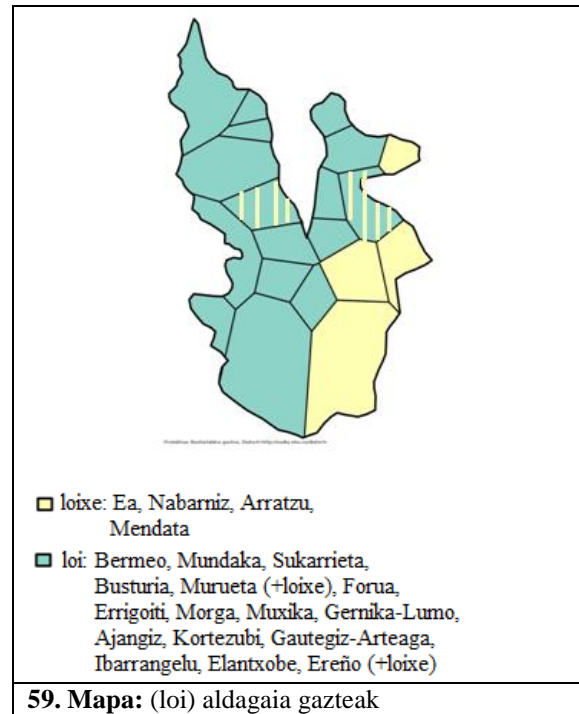 loixe: Ea, Nabarniz, Arratzu,
Mendata
loi: Bermeo, Mundaka, Sukarrieta,
Busturia, Murueta (+loixe), Forua,
Errigoiti, Morga, Muxika, Gernika-Lumo,
Ajangiz, Kortezubi, Gautegiz-Arteaga,
Ibarrangelu, Elantxobe, Ereño (+loixe)
59. Mapa: (loi) aldagaia gazteak